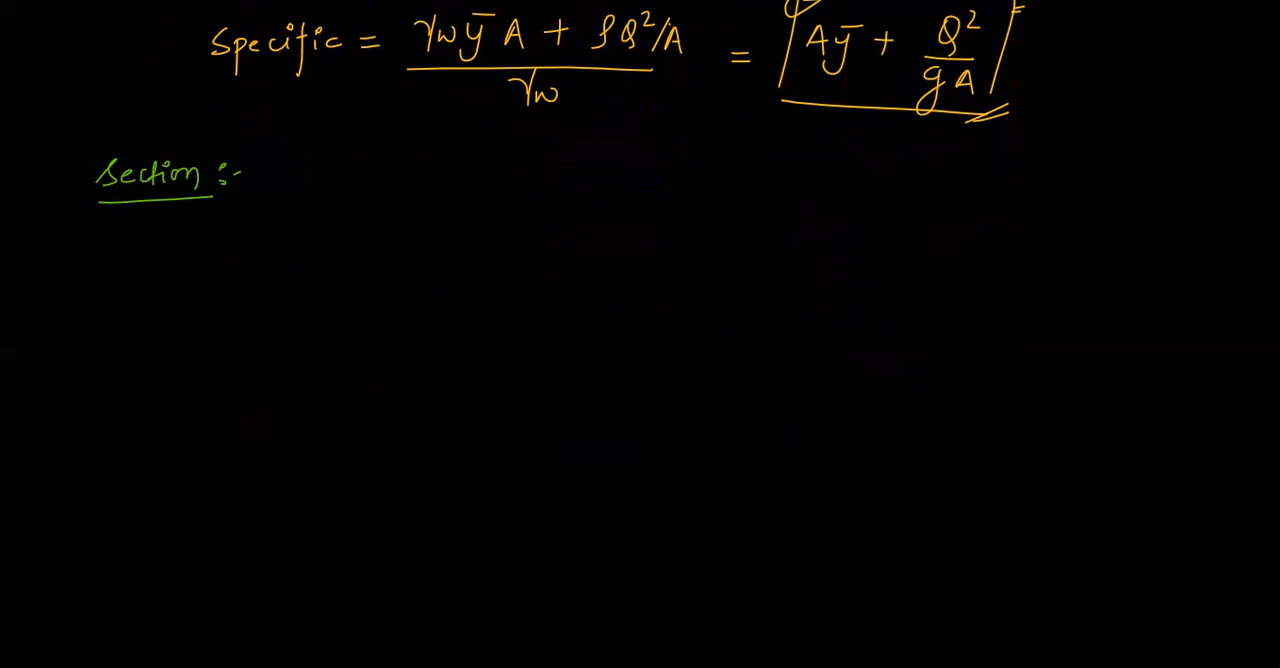 Specific = γw ȳ A + ρQ²/A / γw = [Aȳ + Q²/gA]
Section :-